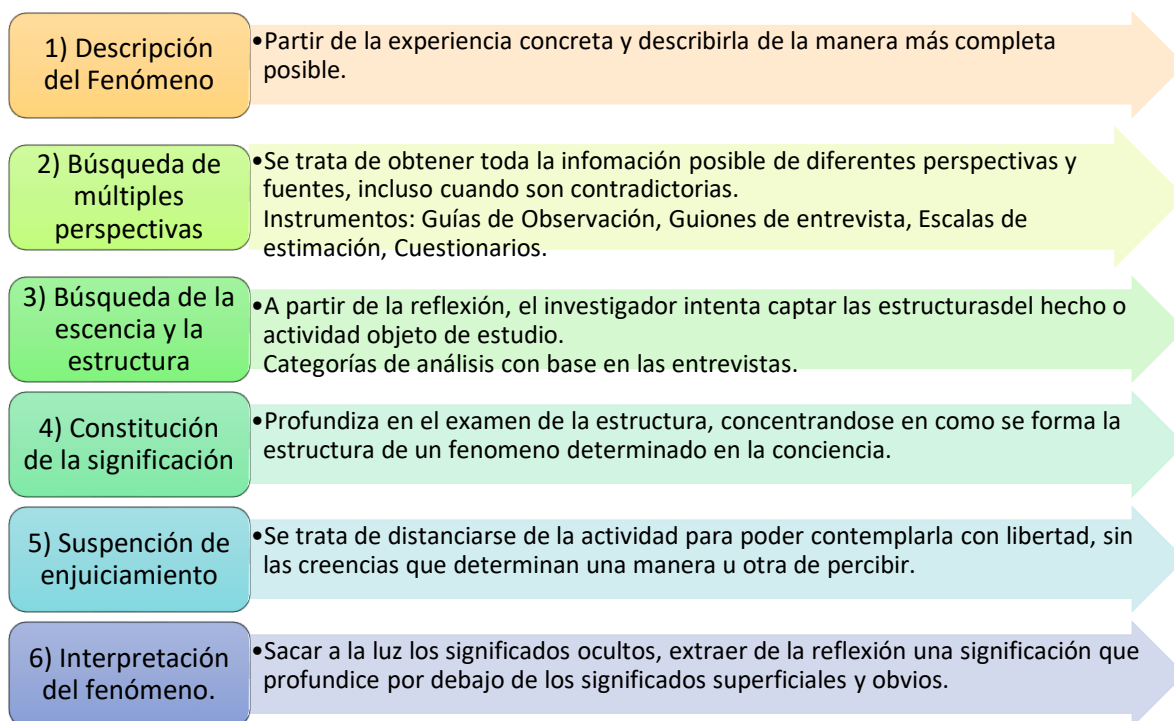 1) Descripción
del Fenómeno
•Partir de la experiencia concreta y describirla de la manera más completa
posible.
2) Búsqueda de
múltiples
perspectivas
•Se trata de obtener toda la infomación posible de diferentes perspectivas y
fuentes, incluso cuando son contradictorias.
Instrumentos: Guías de Observación, Guiones de entrevista, Escalas de
estimación, Cuestionarios.
3) Búsqueda de la
escencia y la
estructura
•A partir de la reflexión, el investigador intenta captar las estructurasdel hecho o
actividad objeto de estudio.
Categorías de análisis con base en las entrevistas.
4) Constitución
de la significación
•Profundiza en el examen de la estructura, concentrandose en como se forma la
estructura de un fenomeno determinado en la conciencia.
5) Suspención de
enjuiciamiento
•Se trata de distanciarse de la actividad para poder contemplarla con libertad, sin
las creencias que determinan una manera u otra de percibir.
6) Interpretación
del fenómeno.
•Sacar a la luz los significados ocultos, extraer de la reflexión una significación que
profundice por debajo de los significados superficiales y obvios.